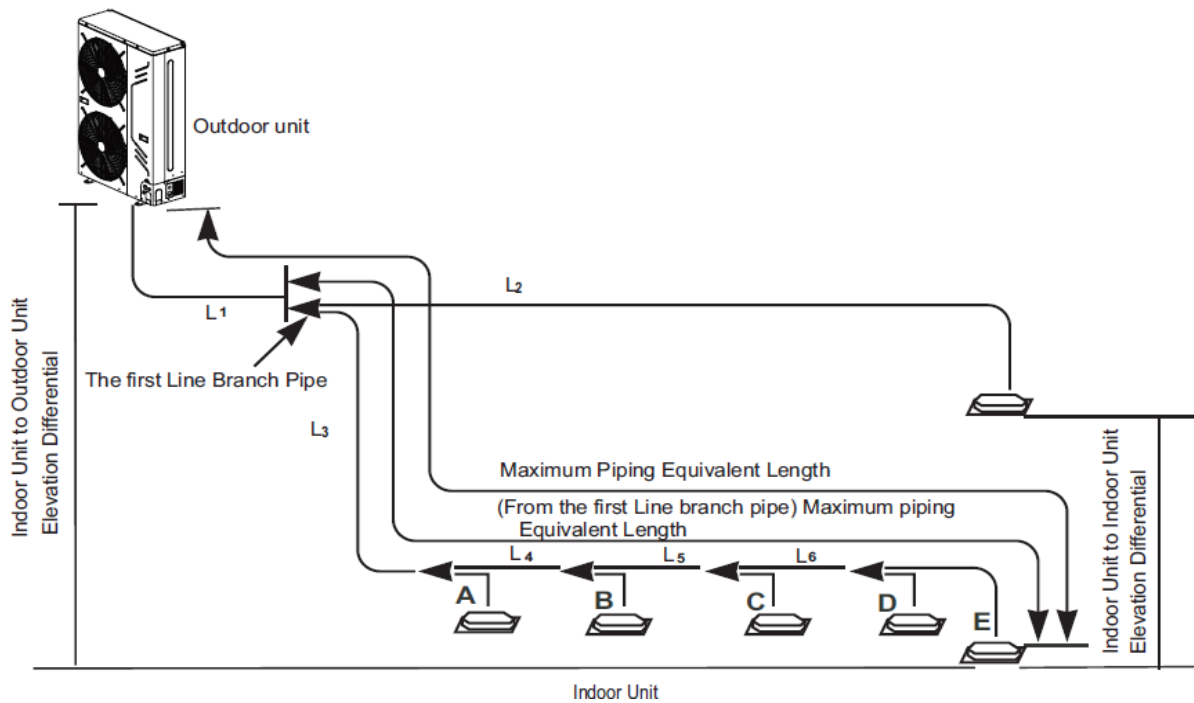 Outdoor unit
L1
L2
The first Line Branch Pipe
L3
Indoor Unit to Outdoor Unit
Elevation Differential
Maximum Piping Equivalent Length
(From the first Line branch pipe) Maximum piping
Equivalent Length
L4
L5
L6
A
B
C
D
E
Indoor Unit to Indoor Unit
Elevation Differential
Indoor Unit